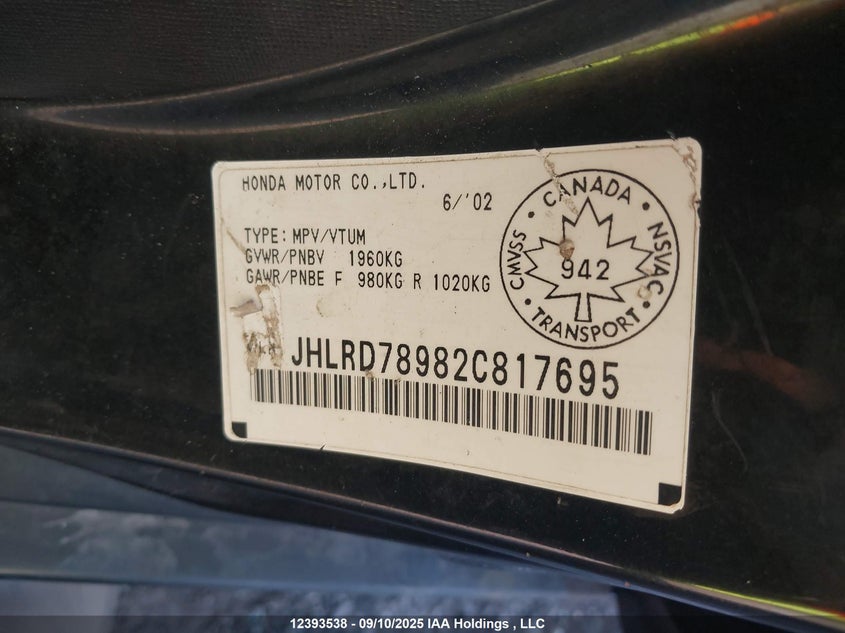 HONDA MOTOR CO.,LTD.
6/'02
TYPE: MPV/VTUM
GVWR/PNBV 1960KG
GAWR/PNBE F 980KG R 1020KG
CANADA
CMVSS
NSVAC
942
TRANSPORT
JHLRD78982C817695
12393538 - 09/10/2025 IAA Holdings , LLC